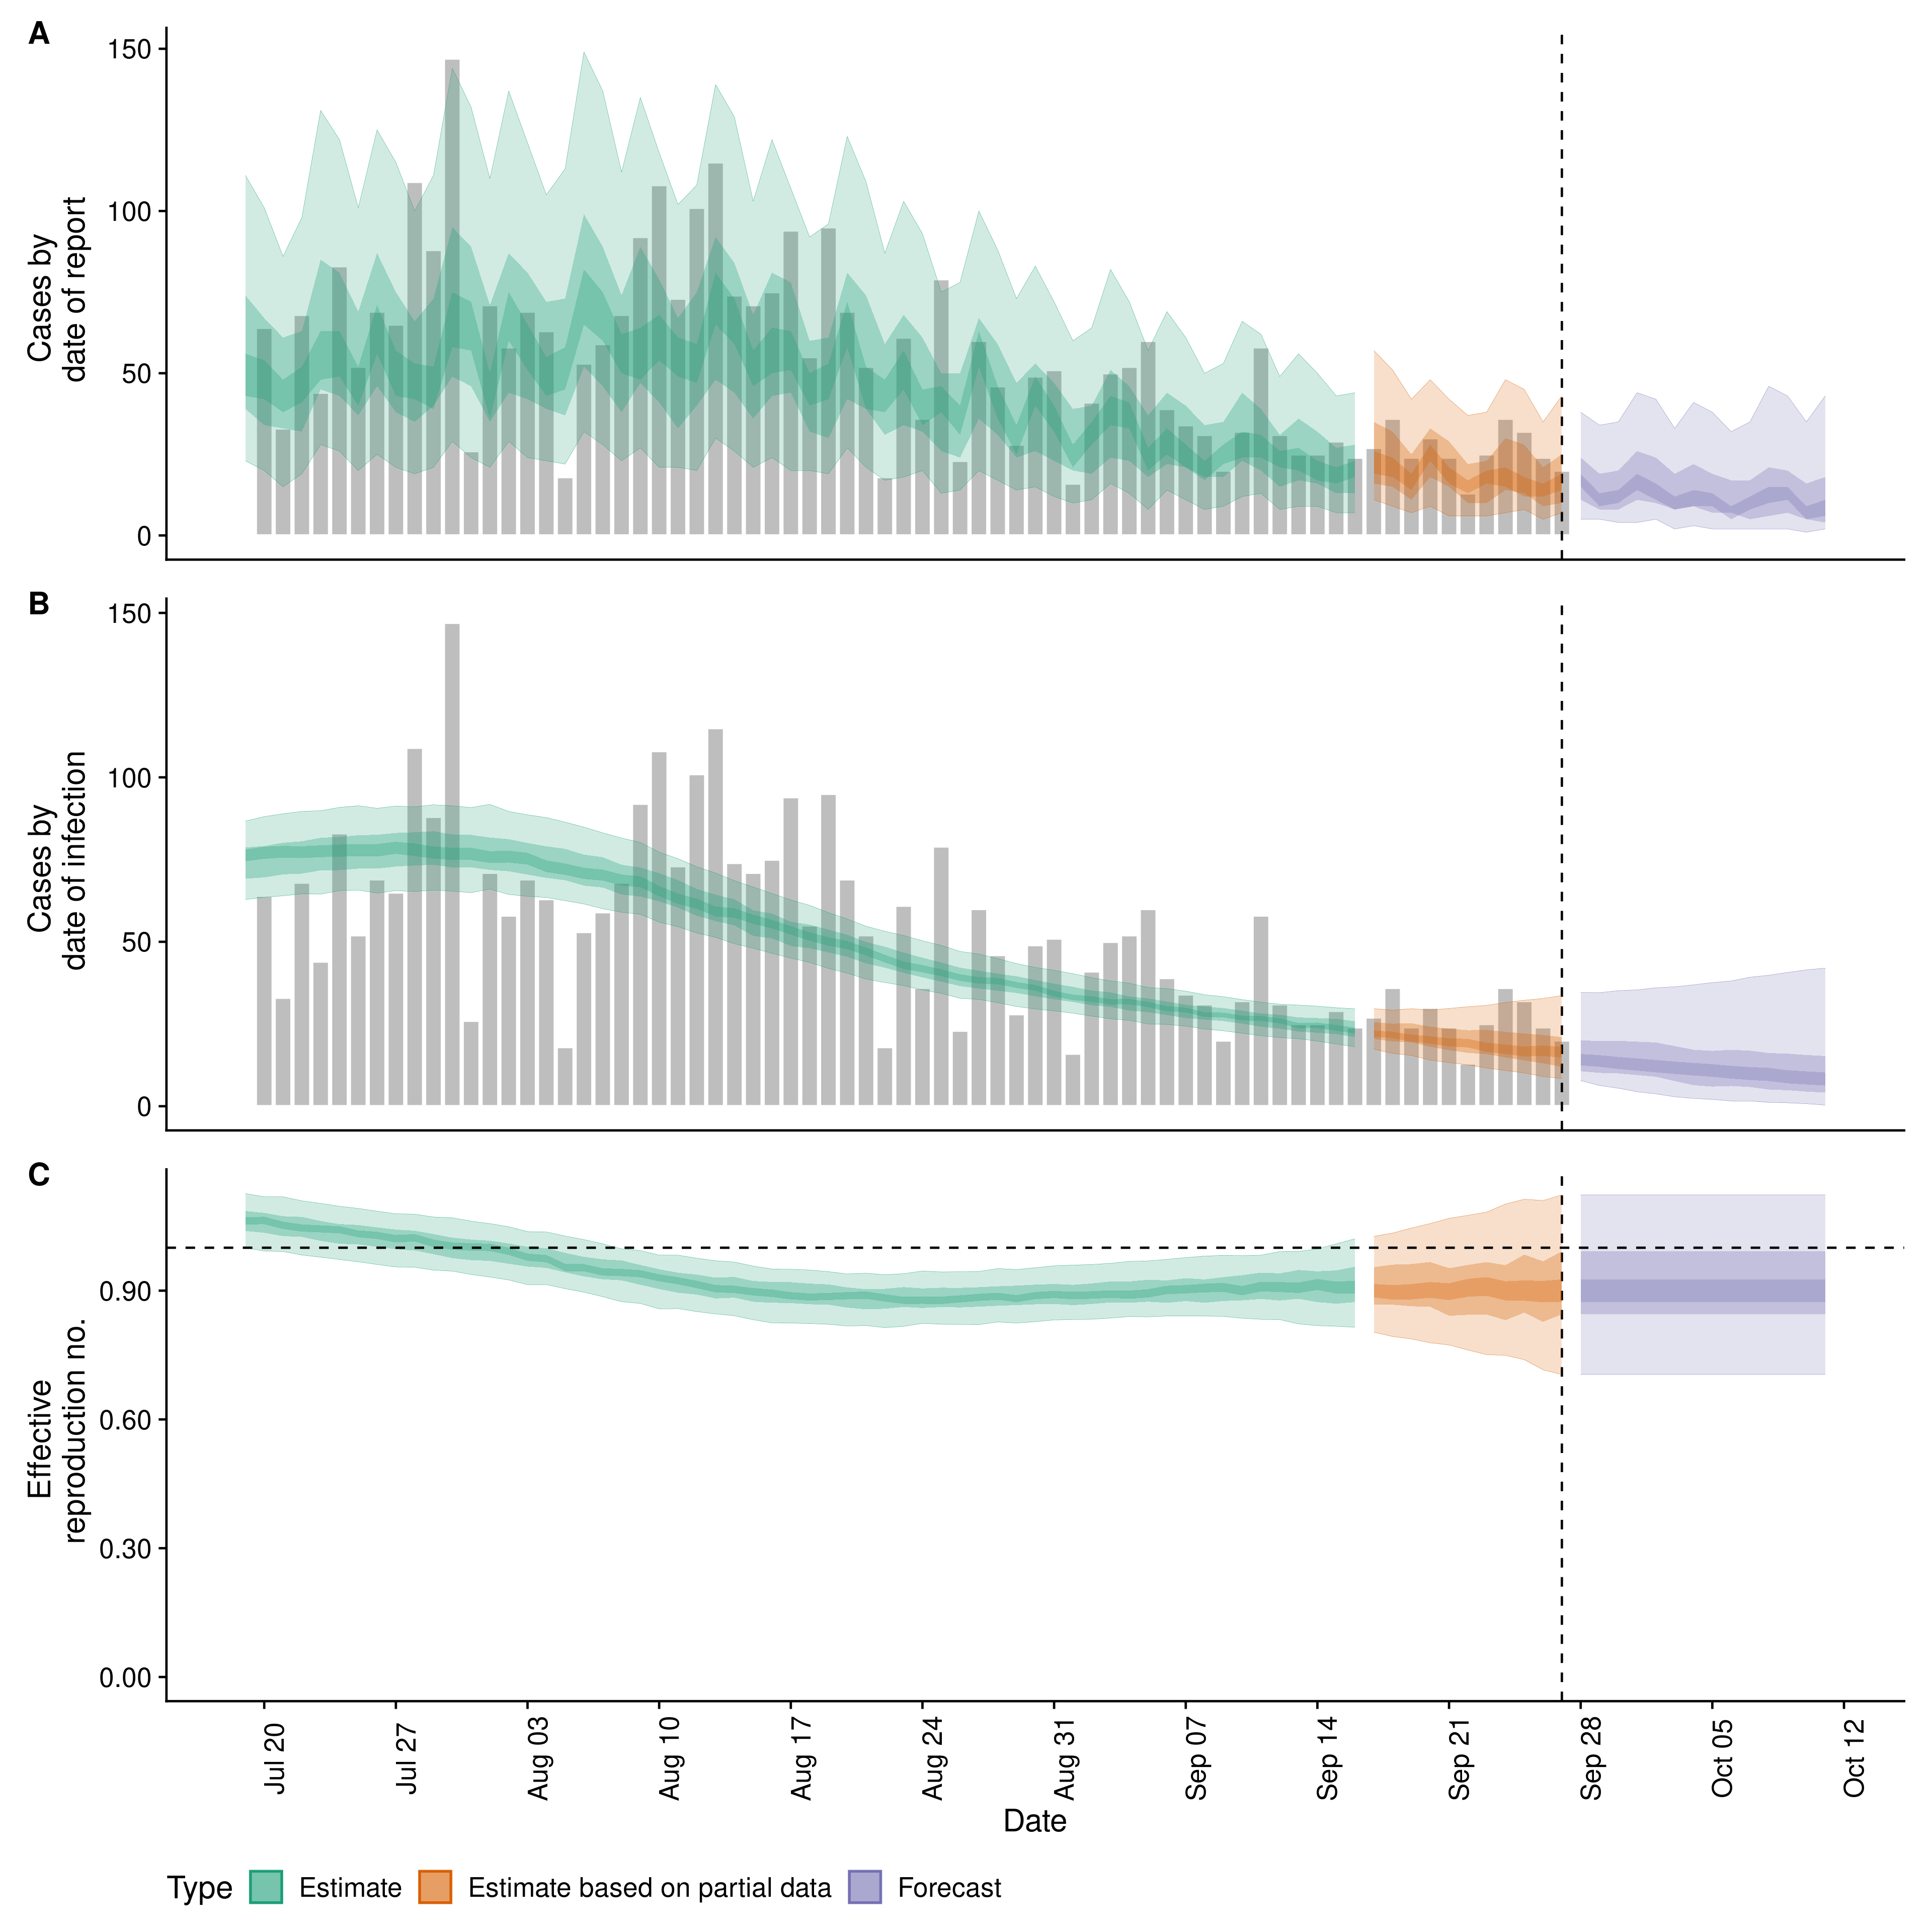 A
150
100
50
0
Cases by
date of report
B
150
100
50
0
Cases by
date of infection
C
0.90
0.60
0.30
0.00
Effective
reproduction no.
Jul 20
Jul 27
Aug 03
Aug 10
Aug 17
Aug 24
Aug 31
Sep 07
Sep 14
Sep 21
Sep 28
Oct 05
Oct 12
Date
Type
Estimate
Estimate based on partial data
Forecast